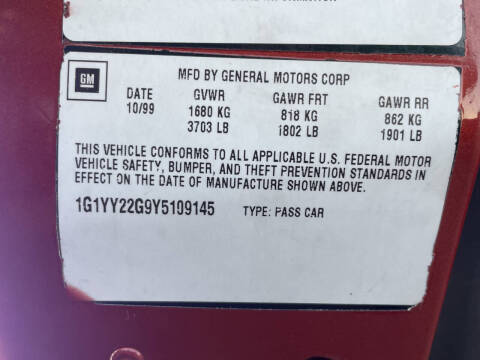 GM
MFD BY GENERAL MOTORS CORP
DATE GVWR GAWR FRT GAWR RR
10/99 1680 KG 818 KG 862 KG
3703 LB 1802 LB 1901 LB
THIS VEHICLE CONFORMS TO ALL APPLICABLE U.S. FEDERAL MOTOR
VEHICLE SAFETY, BUMPER, AND THEFT PREVENTION STANDARDS IN
EFFECT ON THE DATE OF MANUFACTURE SHOWN ABOVE.
1G1YY22G9Y5109145 TYPE: PASS CAR